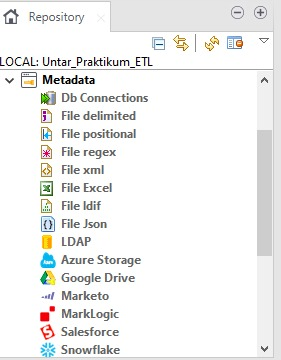 Repository
LOCAL: Untar_Praktikum_ETL
Metadata
Db Connections
File delimited
File positional
File regex
File xml
File Excel
File ldif
File Json
LDAP
Azure Storage
Google Drive
Marketo
MarkLogic
Salesforce
Snowflake